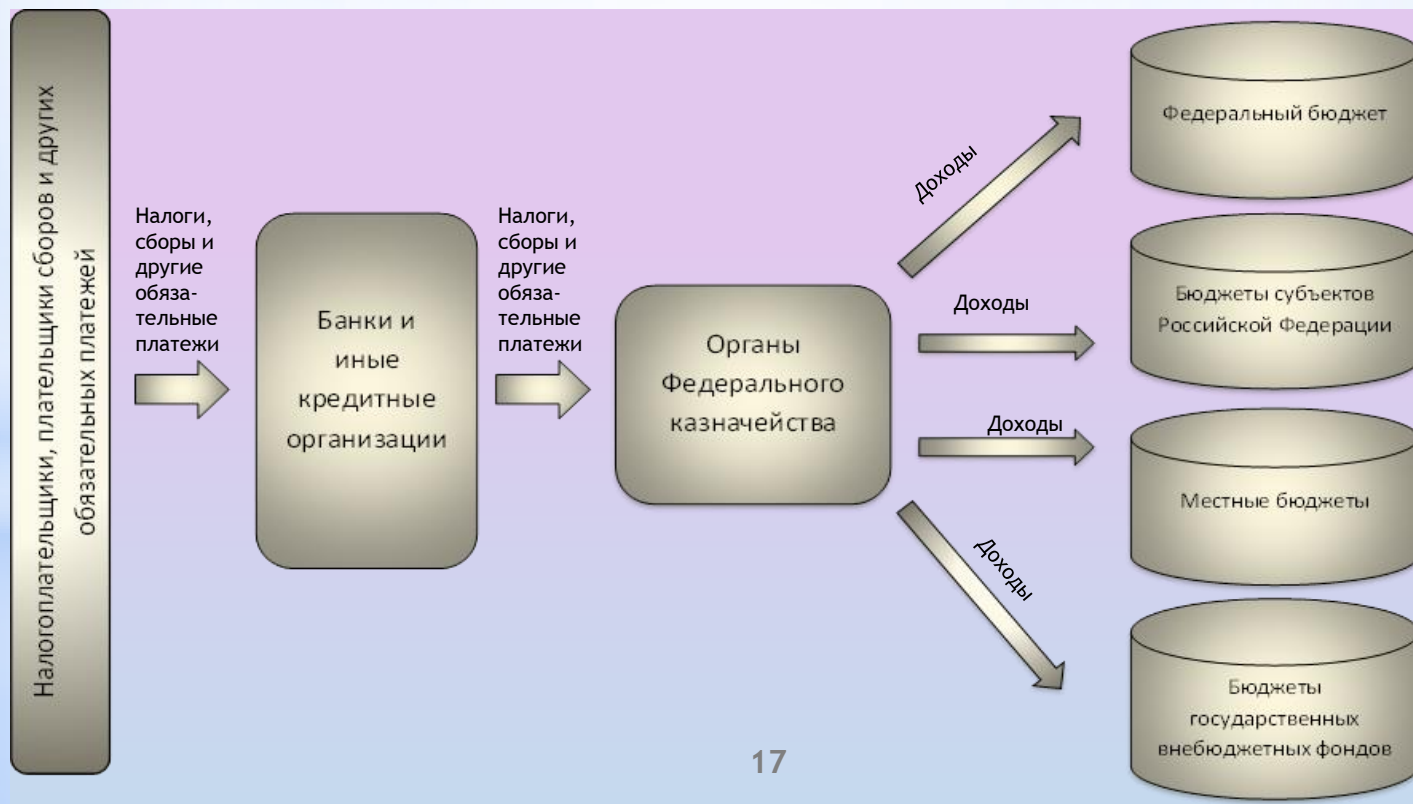 Налогоплательщики, плательщики сборов и других
обязательных платежей
Налоги,
сборы и
другие
обяза-
тельные
платежи
Банки и
иные
кредитные
организации
Налоги,
сборы и
другие
обяза-
тельные
платежи
Органы
Федерального
казначейства
Доходы
Доходы
Доходы
Доходы
Федеральный бюджет
Бюджеты субъектов
Российской Федерации
Местные бюджеты
Бюджеты
государственных
внебюджетных фондов
17